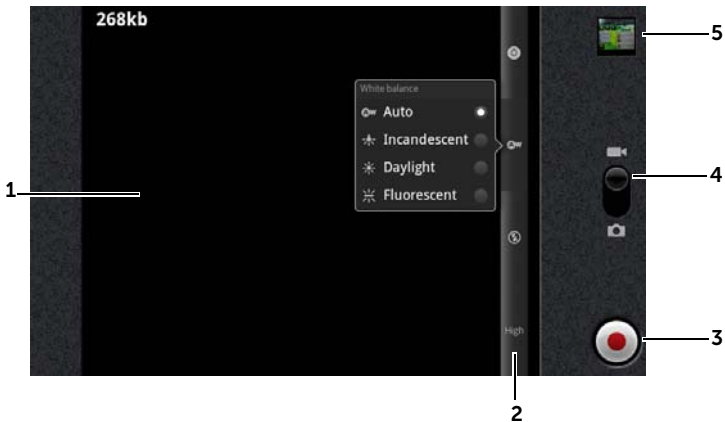 268kb
5
White balance
Auto
Incandescent
Daylight
Fluorescent
1
4
High
3
2